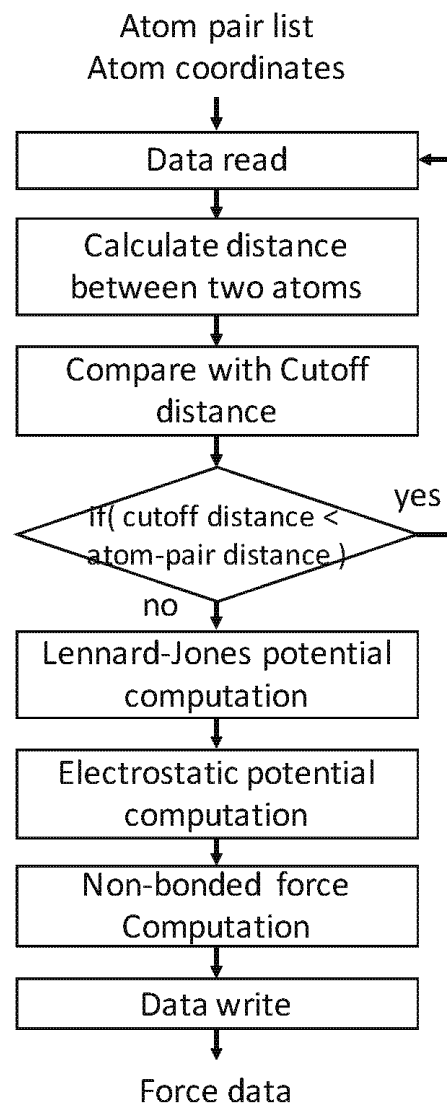 Atom pair list
Atom coordinates
Data read
Calculate distance
between two atoms
Compare with Cutoff
distance
yes
if( cutoff distance <
atom-pair distance )
no
Lennard-Jones potential
computation
Electrostatic potential
computation
Non-bonded force
Computation
Data write
Force data